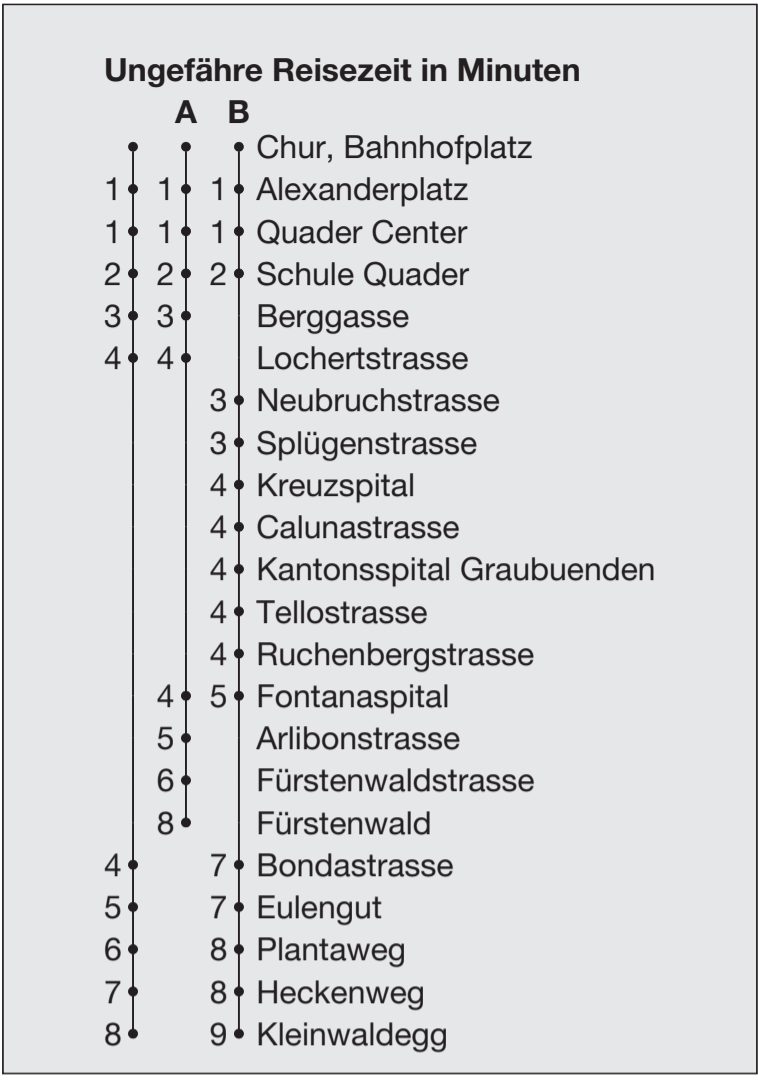 Ungefähre Reisezeit in Minuten
A B
Chur, Bahnhofplatz
1 1 1 Alexanderplatz
1 1 1 Quader Center
2 2 2 Schule Quader
3 3 Berggasse
4 4 Lochertstrasse
3 Neubruchstrasse
3 Splügenstrasse
4 Kreuzspital
4 Calunastrasse
4 Kantonsspital Graubuenden
4 Tellostrasse
4 Ruchenbergstrasse
4 5 Fontanaspital
5 Arlibonstrasse
6 Fürstenwaldstrasse
8 Fürstenwald
4 7 Bondastrasse
5 7 Eulengut
6 8 Plantaweg
7 8 Heckenweg
8 9 Kleinwaldegg